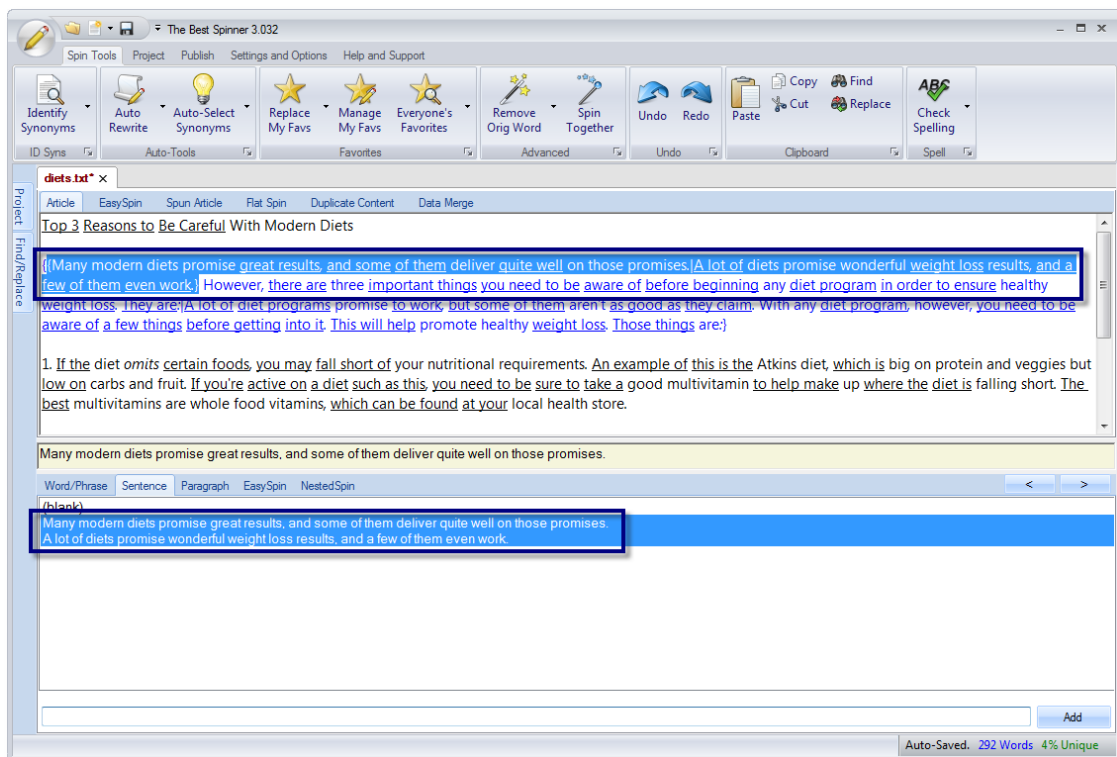 The Best Spinner 3.032
Spin Tools Project Publish Settings and Options Help and Support
Identify Synonyms
Auto Rewrite
Auto-Select Synonyms
Replace My Favs
Manage My Favs
Everyone's Favorites
Remove Orig Word
Spin Together
Undo
Redo
Paste
Copy
Cut
Find
Replace
ABC
Check Spelling
ID Syns Auto-Tools Favorites Advanced Undo Clipboard Spell
diets.txt* x
Project
Find/Replace
Article EasySpin Spun Article Flat Spin Duplicate Content Data Merge
Top 3 Reasons to Be Careful With Modern Diets
{{Many modern diets promise great results, and some of them deliver quite well on those promises.|A lot of diets promise wonderful weight loss results, and a
few of them even work.} However, there are three important things you need to be aware of before beginning any diet program in order to ensure healthy
weight loss. They are:|A lot of diet programs promise to work, but some of them aren't as good as they claim. With any diet program, however, you need to be
aware of a few things before getting into it. This will help promote healthy weight loss. Those things are:}
1. If the diet omits certain foods, you may fall short of your nutritional requirements. An example of this is the Atkins diet, which is big on protein and veggies but
low on carbs and fruit. If you're active on a diet such as this, you need to be sure to take a good multivitamin to help make up where the diet is falling short. The
best multivitamins are whole food vitamins, which can be found at your local health store.
Many modern diets promise great results, and some of them deliver quite well on those promises.
Word/Phrase Sentence Paragraph EasySpin NestedSpin < >
(blank)
Many modern diets promise great results, and some of them deliver quite well on those promises.
A lot of diets promise wonderful weight loss results, and a few of them even work.
Add
Auto-Saved. 292 Words 4% Unique